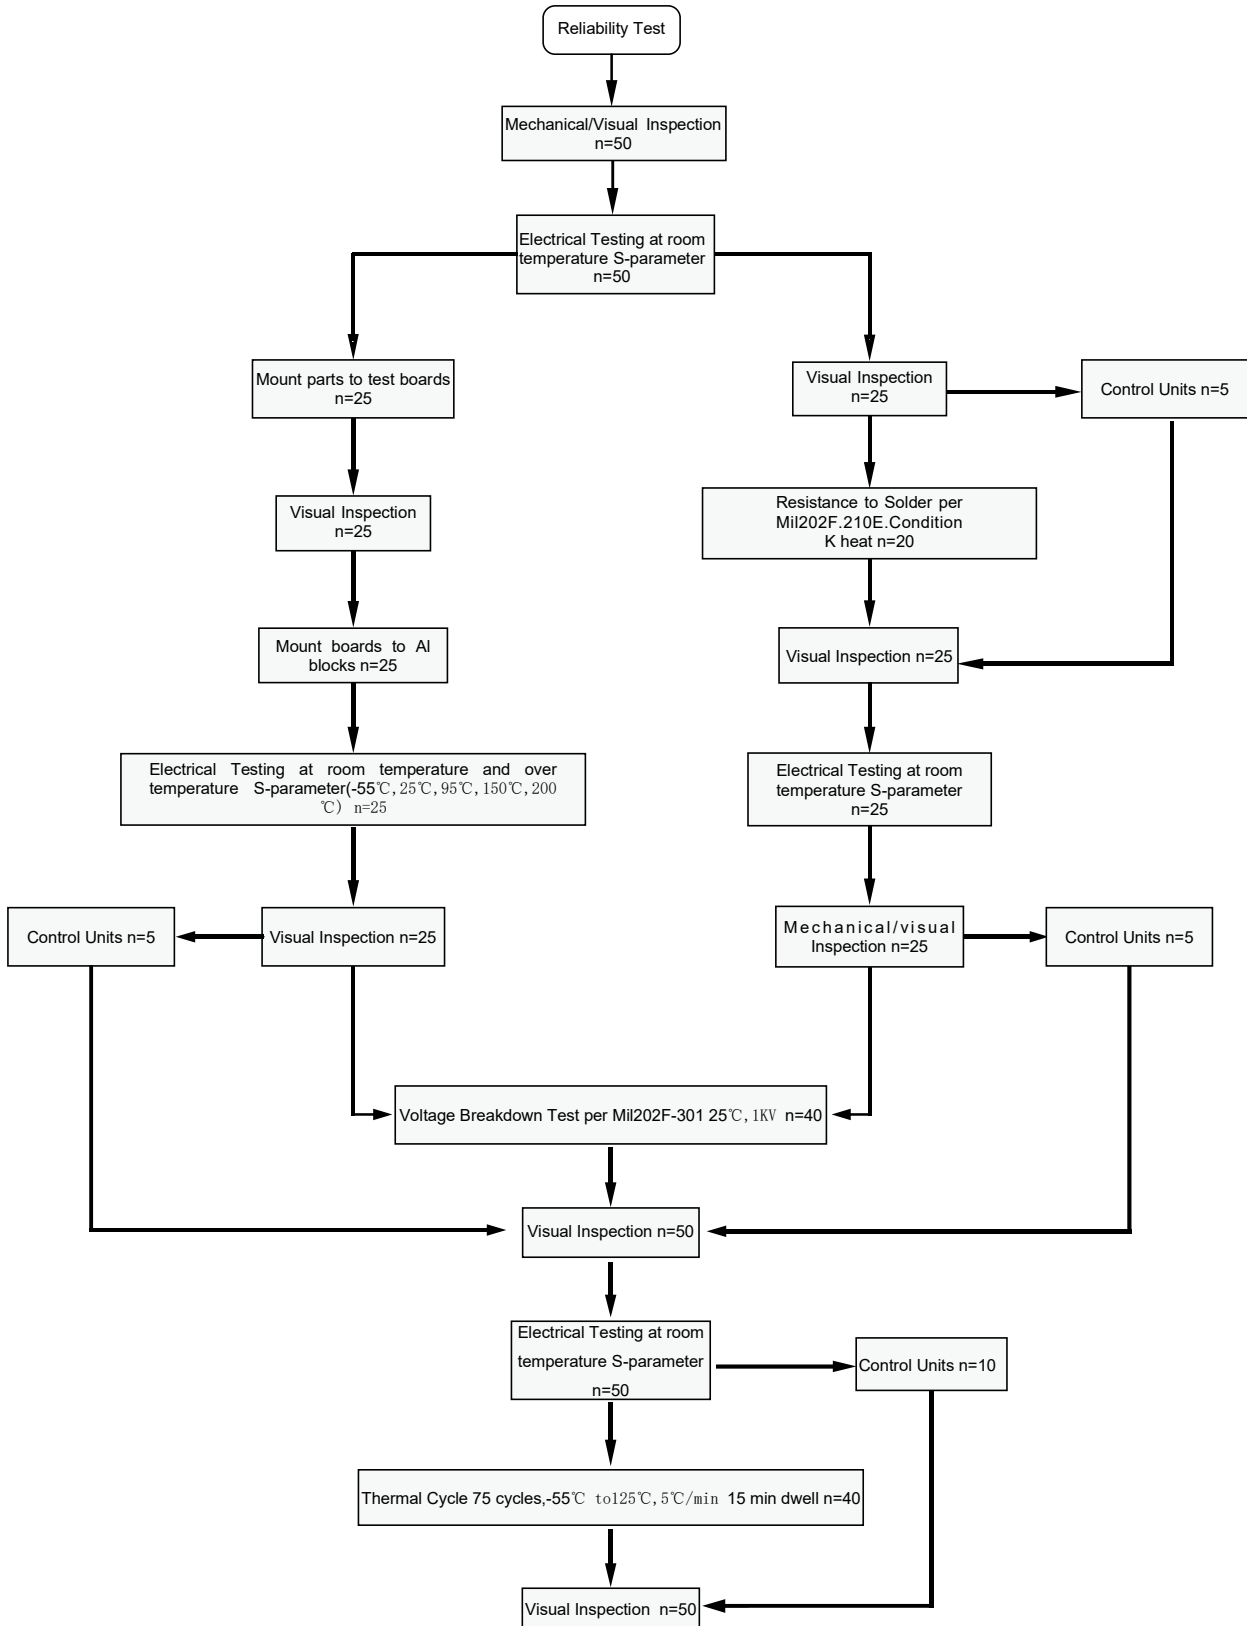 Reliability Test
Mechanical/Visual Inspection
n=50
Electrical Testing at room
temperature S-parameter
n=50
Mount parts to test boards
n=25
Visual Inspection
n=25
Control Units n=5
Visual Inspection
n=25
Resistance to Solder per
Mil202F.210E.Condition
K heat n=20
Mount boards to Al
blocks n=25
Visual Inspection n=25
Electrical Testing at room temperature and over
temperature S-parameter(-55℃,25℃,95℃,150℃,200
℃) n=25
Electrical Testing at room
temperature S-parameter
n=25
Control Units n=5
Visual Inspection n=25
Mechanical/visual
Inspection n=25
Control Units n=5
Voltage Breakdown Test per Mil202F-301 25℃,1KV n=40
Visual Inspection n=50
Electrical Testing at room
temperature S-parameter
n=50
Control Units n=10
Thermal Cycle 75 cycles,-55℃ to125℃,5℃/min 15 min dwell n=40
Visual Inspection n=50